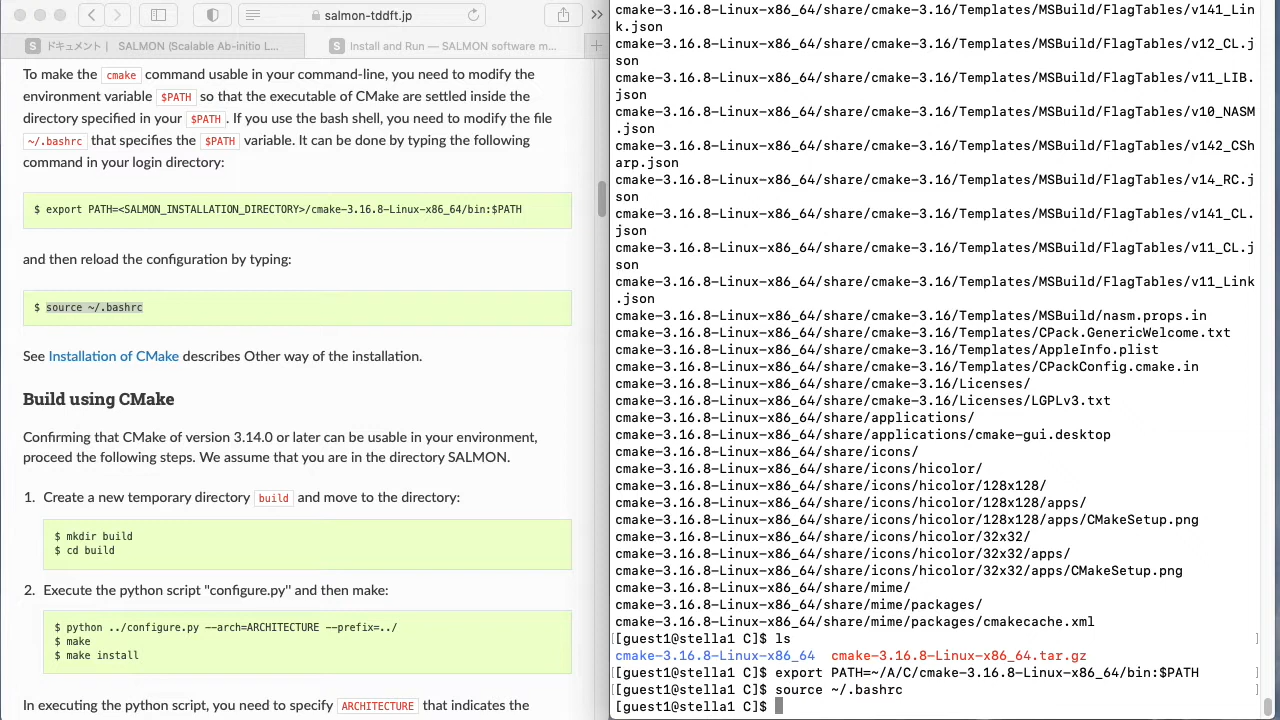 salmon-tddft.jp
S ドキュメント | SALMON (Scalable Ab-initio L...
S Install and Run — SALMON software m...
To make the cmake command usable in your command-line, you need to modify the
environment variable $PATH so that the executable of CMake are settled inside the
directory specified in your $PATH. If you use the bash shell, you need to modify the file
~/.bashrc that specifies the $PATH variable. It can be done by typing the following
command in your login directory:
$ export PATH=<SALMON_INSTALLATION_DIRECTORY>/cmake-3.16.8-Linux-x86_64/bin:$PATH
and then reload the configuration by typing:
$ source ~/.bashrc
See Installation of CMake describes Other way of the installation.
Build using CMake
Confirming that CMake of version 3.14.0 or later can be usable in your environment,
proceed the following steps. We assume that you are in the directory SALMON.
1. Create a new temporary directory build and move to the directory:
$ mkdir build
$ cd build
2. Execute the python script "configure.py" and then make:
$ python ../configure.py --arch=ARCHITECTURE --prefix=../
$ make
$ make install
In executing the python script, you need to specify ARCHITECTURE that indicates the
cmake-3.16.8-Linux-x86_64/share/cmake-3.16/Templates/MSBuild/FlagTables/v141_Lin
k.json
cmake-3.16.8-Linux-x86_64/share/cmake-3.16/Templates/MSBuild/FlagTables/v12_CL.j
son
cmake-3.16.8-Linux-x86_64/share/cmake-3.16/Templates/MSBuild/FlagTables/v11_LIB.
json
cmake-3.16.8-Linux-x86_64/share/cmake-3.16/Templates/MSBuild/FlagTables/v10_NASM
.json
cmake-3.16.8-Linux-x86_64/share/cmake-3.16/Templates/MSBuild/FlagTables/v142_CSh
arp.json
cmake-3.16.8-Linux-x86_64/share/cmake-3.16/Templates/MSBuild/FlagTables/v14_RC.j
son
cmake-3.16.8-Linux-x86_64/share/cmake-3.16/Templates/MSBuild/FlagTables/v141_CL.
json
cmake-3.16.8-Linux-x86_64/share/cmake-3.16/Templates/MSBuild/FlagTables/v11_CL.j
son
cmake-3.16.8-Linux-x86_64/share/cmake-3.16/Templates/MSBuild/FlagTables/v11_Link
.json
cmake-3.16.8-Linux-x86_64/share/cmake-3.16/Templates/MSBuild/nasm.props.in
cmake-3.16.8-Linux-x86_64/share/cmake-3.16/Templates/CPack.GenericWelcome.txt
cmake-3.16.8-Linux-x86_64/share/cmake-3.16/Templates/AppleInfo.plist
cmake-3.16.8-Linux-x86_64/share/cmake-3.16/Templates/CPackConfig.cmake.in
cmake-3.16.8-Linux-x86_64/share/cmake-3.16/Licenses/
cmake-3.16.8-Linux-x86_64/share/cmake-3.16/Licenses/LGPLv3.txt
cmake-3.16.8-Linux-x86_64/share/applications/
cmake-3.16.8-Linux-x86_64/share/applications/cmake-gui.desktop
cmake-3.16.8-Linux-x86_64/share/icons/
cmake-3.16.8-Linux-x86_64/share/icons/hicolor/
cmake-3.16.8-Linux-x86_64/share/icons/hicolor/128x128/
cmake-3.16.8-Linux-x86_64/share/icons/hicolor/128x128/apps/
cmake-3.16.8-Linux-x86_64/share/icons/hicolor/128x128/apps/CMakeSetup.png
cmake-3.16.8-Linux-x86_64/share/icons/hicolor/32x32/
cmake-3.16.8-Linux-x86_64/share/icons/hicolor/32x32/apps/
cmake-3.16.8-Linux-x86_64/share/icons/hicolor/32x32/apps/CMakeSetup.png
cmake-3.16.8-Linux-x86_64/share/mime/
cmake-3.16.8-Linux-x86_64/share/mime/packages/
cmake-3.16.8-Linux-x86_64/share/mime/packages/cmakecache.xml
[guest1@stella1 C]$ ls
cmake-3.16.8-Linux-x86_64 cmake-3.16.8-Linux-x86_64.tar.gz
[guest1@stella1 C]$ export PATH=~/A/C/cmake-3.16.8-Linux-x86_64/bin:$PATH
[guest1@stella1 C]$ source ~/.bashrc
[guest1@stella1 C]$